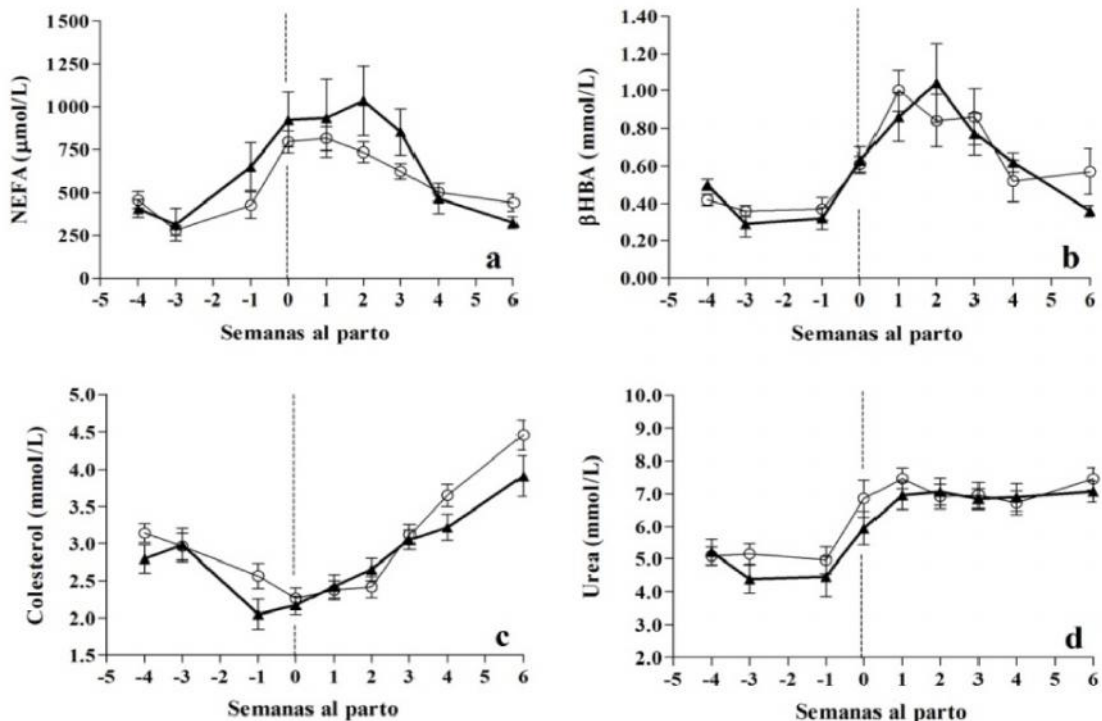 NEFA (μmol/L)
1500
1250
1000
750
500
250
0
-5 -4 -3 -2 -1 0 1 2 3 4 5 6
Semanas al parto
a
βHBA (mmol/L)
1.40
1.20
1.00
0.80
0.60
0.40
0.20
0.00
-5 -4 -3 -2 -1 0 1 2 3 4 5 6
Semanas al parto
b
Colesterol (mmol/L)
5.0
4.5
4.0
3.5
3.0
2.5
2.0
1.5
-5 -4 -3 -2 -1 0 1 2 3 4 5 6
Semanas al parto
c
Urea (mmol/L)
10.0
9.0
8.0
7.0
6.0
5.0
4.0
3.0
2.0
-5 -4 -3 -2 -1 0 1 2 3 4 5 6
Semanas al parto
d